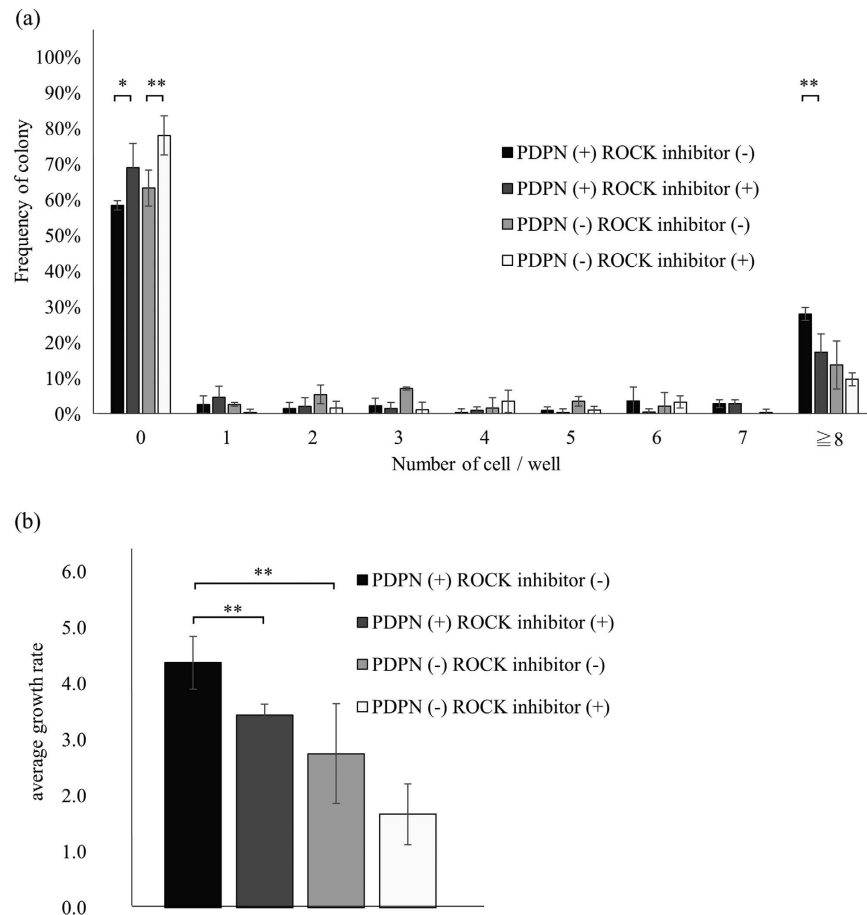 (a)
100%
90%
80%
70%
60%
50%
40%
30%
20%
10%
0%
Frequency of colony
* ** **
PDPN (+) ROCK inhibitor (-)
PDPN (+) ROCK inhibitor (+)
PDPN (-) ROCK inhibitor (-)
PDPN (-) ROCK inhibitor (+)
0 1 2 3 4 5 6 7 ≧8
Number of cell / well
(b)
6.0
5.0
4.0
3.0
2.0
1.0
0.0
average growth rate
**
**
PDPN (+) ROCK inhibitor (-)
PDPN (+) ROCK inhibitor (+)
PDPN (-) ROCK inhibitor (-)
PDPN (-) ROCK inhibitor (+)